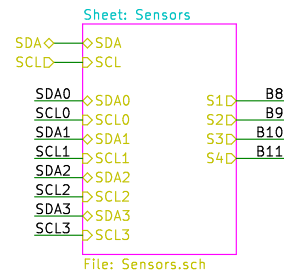 Sheet: Sensors
SDA SDA
SCL SCL
SDA0 SDA0 S1 B8
SCL0 SCL0 S2 B9
SDA1 SDA1 S3 B10
SCL1 SCL1 S4 B11
SDA2 SDA2
SCL2 SCL2
SDA3 SDA3
SCL3 SCL3
File: Sensors.sch